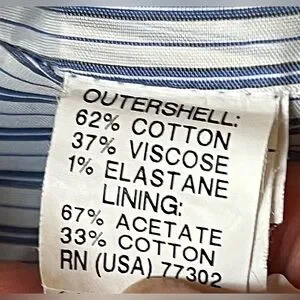 OUTERSHELL:
62% COTTON
37% VISCOSE
1% ELASTANE
LINING:
67% ACETATE
33% COTTON
RN (USA) 77302